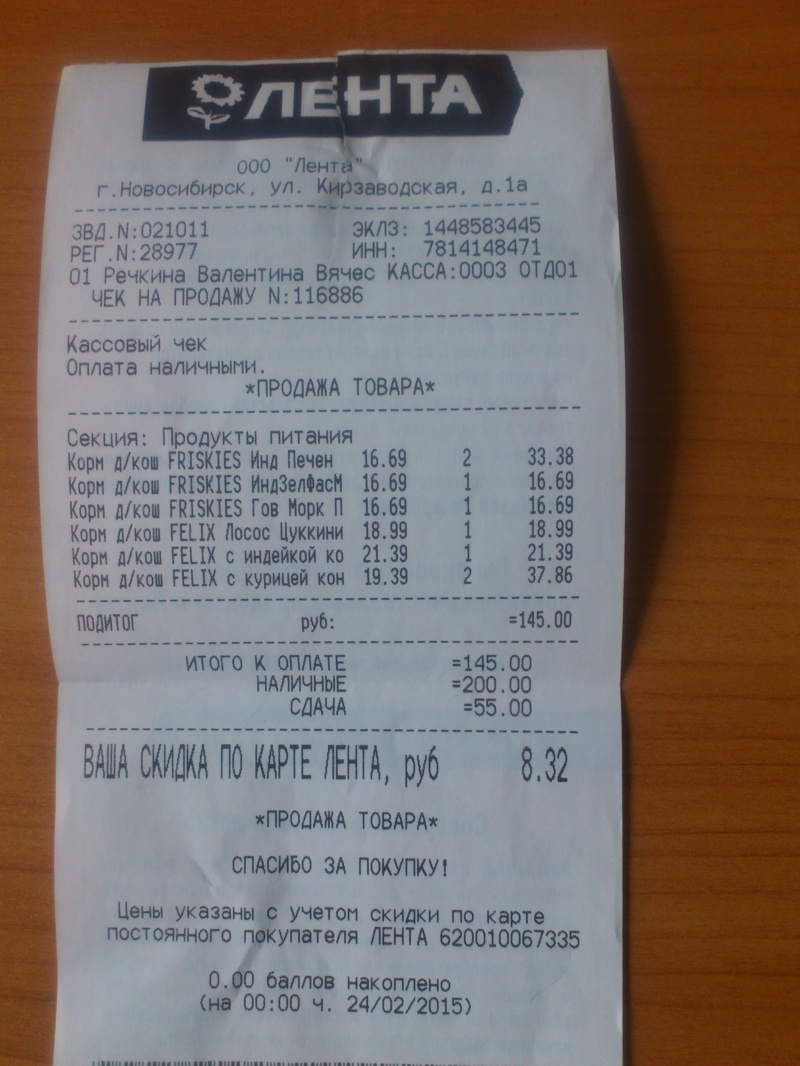 ЛЕНТА
ООО "Лента"
г.Новосибирск, ул. Кирзаводская, д.1а
ЗВД.N:021011 ЭКЛЗ: 1448583445
РЕГ.N:28977 ИНН: 7814148471
01 Речкина Валентина Вячес КАССА:0003 ОТД01
ЧЕК НА ПРОДАЖУ N:116886
Кассовый чек
Оплата наличными.
*ПРОДАЖА ТОВАРА*
Секция: Продукты питания
Корм д/кош FRISKIES Инд Печен 16.69 2 33.38
Корм д/кош FRISKIES ИндЗелФасМ 16.69 1 16.69
Корм д/кош FRISKIES Гов Морк П 16.69 1 16.69
Корм д/кош FELIX Лосос Цуккини 18.99 1 18.99
Корм д/кош FELIX с индейкой ко 21.39 1 21.39
Корм д/кош FELIX с курицей кон 19.39 2 37.86
ПОДИТОГ руб: =145.00
ИТОГО К ОПЛАТЕ =145.00
НАЛИЧНЫЕ =200.00
СДАЧА =55.00
ВАША СКИДКА ПО КАРТЕ ЛЕНТА, руб 8.32
*ПРОДАЖА ТОВАРА*
СПАСИБО ЗА ПОКУПКУ!
Цены указаны с учетом скидки по карте
постоянного покупателя ЛЕНТА 620010067335
0.00 баллов накоплено
(на 00:00 ч. 24/02/2015)